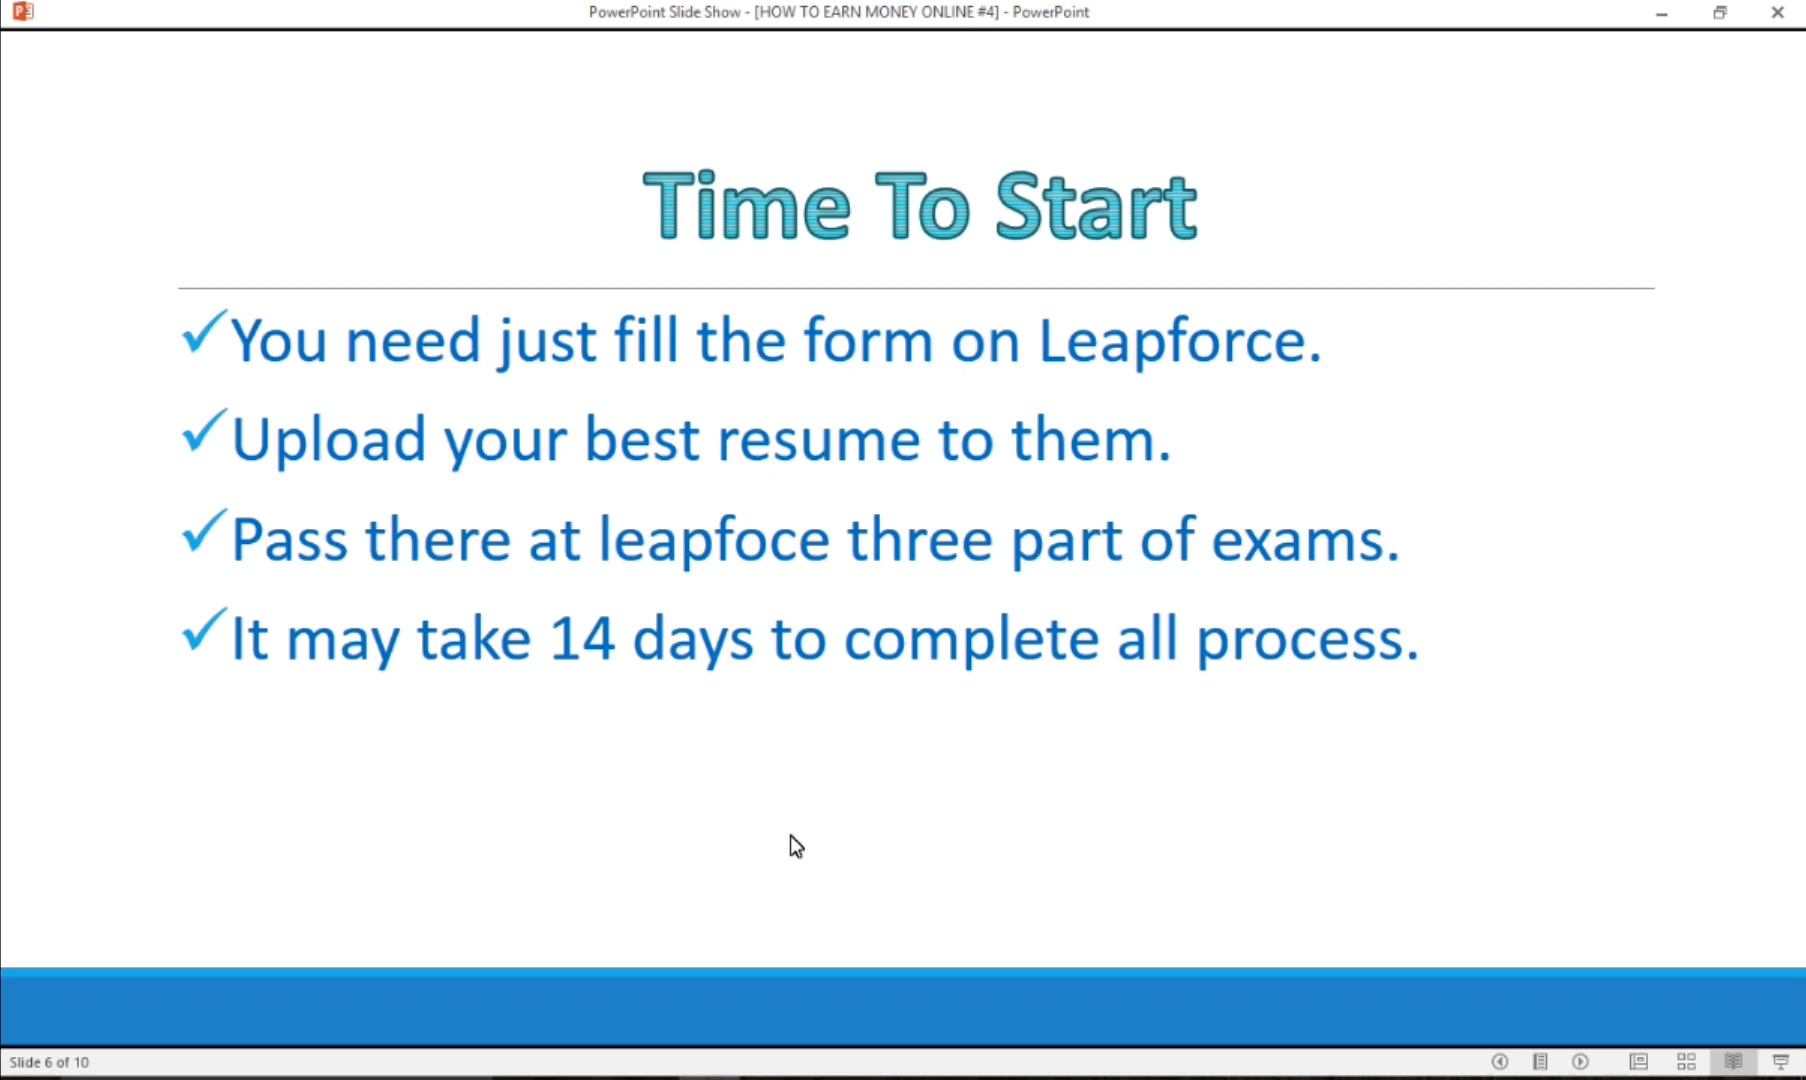 PowerPoint Slide Show - [HOW TO EARN MONEY ONLINE #4] - PowerPoint
Time To Start
You need just fill the form on Leapforce.
Upload your best resume to them.
Pass there at leapfoce three part of exams.
It may take 14 days to complete all process.
Slide 6 of 10